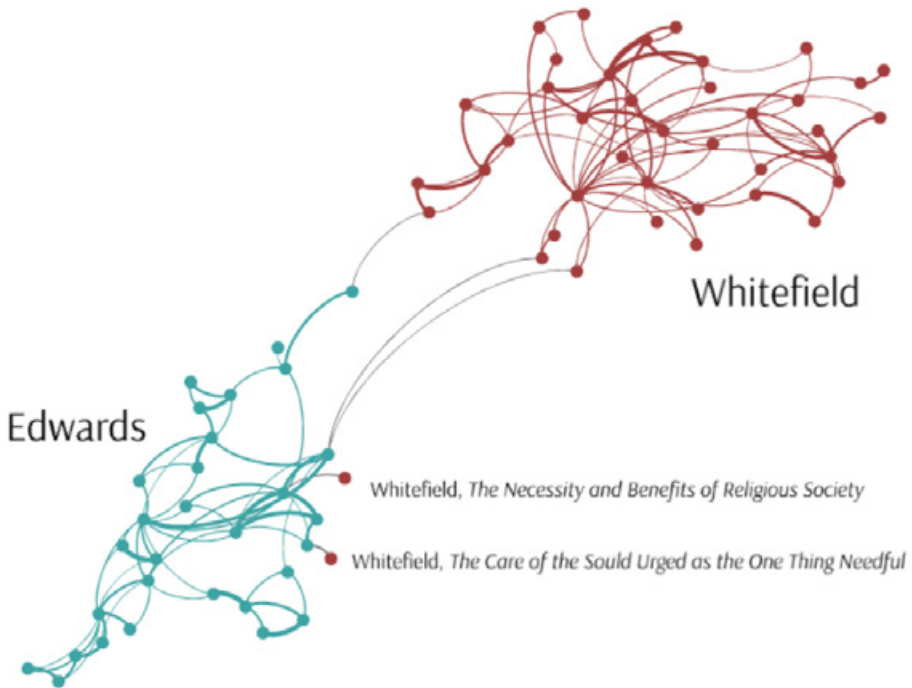 Whitefield
Edwards
Whitefield, The Necessity and Benefits of Religious Society
Whitefield, The Care of the Sould Urged as the One Thing Needful